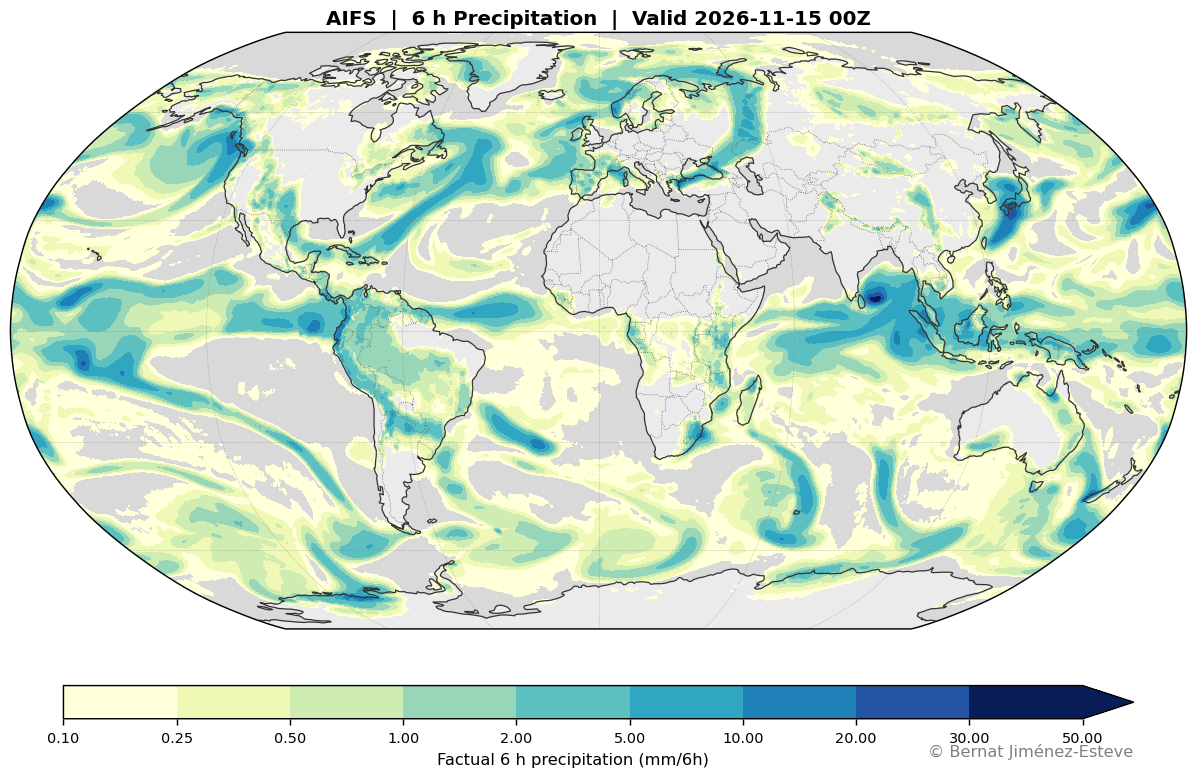 AIFS | 6 h Precipitation | Valid 2026-11-15 00Z
0.10 0.25 0.50 1.00 2.00 5.00 10.00 20.00 30.00 50.00
Factual 6 h precipitation (mm/6h)
© Bernat Jiménez-Esteve